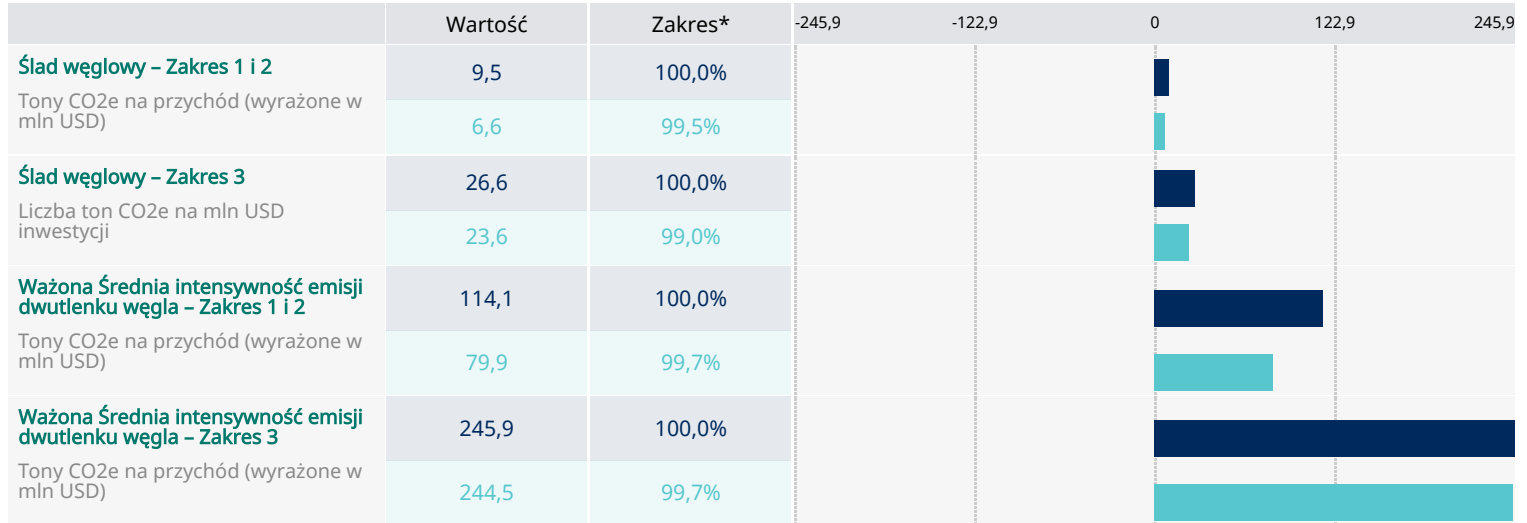 Wartość Zakres* -245,9 -122,9 0 122,9 245,9
Ślad węglowy – Zakres 1 i 2
Tony CO2e na przychód (wyrażone w
mln USD)
9,5 100,0%
6,6 99,5%
Ślad węglowy – Zakres 3
Liczba ton CO2e na mln USD
inwestycji
26,6 100,0%
23,6 99,0%
Ważona Średnia intensywność emisji
dwutlenku węgla – Zakres 1 i 2
Tony CO2e na przychód (wyrażone w
mln USD)
114,1 100,0%
79,9 99,7%
Ważona Średnia intensywność emisji
dwutlenku węgla – Zakres 3
Tony CO2e na przychód (wyrażone w
mln USD)
245,9 100,0%
244,5 99,7%